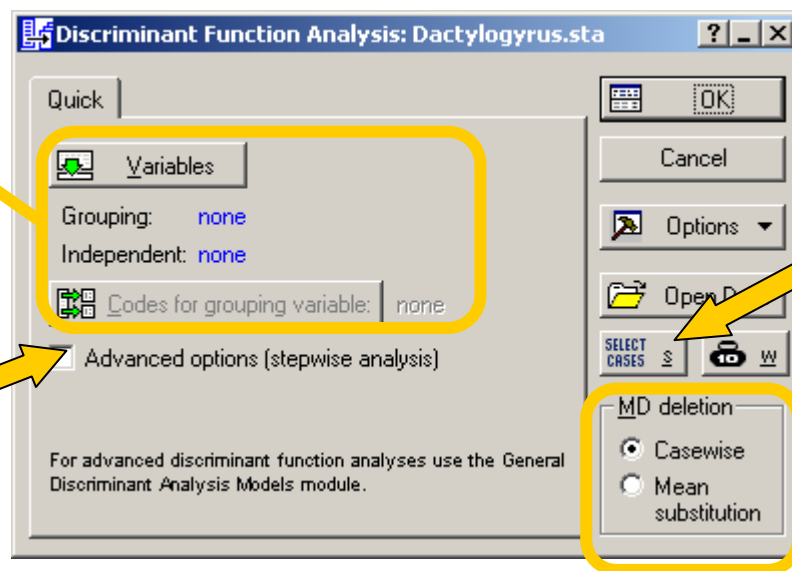 Discriminant Function Analysis: Dactylogyrus.sta
Quick
OK
Variables
Cancel
Grouping: none
Options
Independent: none
Open D
Codes for grouping variable: none
SELECT CASES S
W
Advanced options (stepwise analysis)
MD deletion
Casewise
Mean
substitution
For advanced discriminant function analyses use the General
Discriminant Analysis Models module.